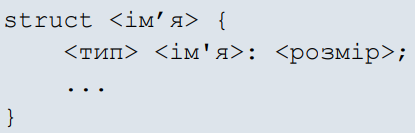 struct <ім’я> {
<тип> <ім'я>: <розмір>;
...
}